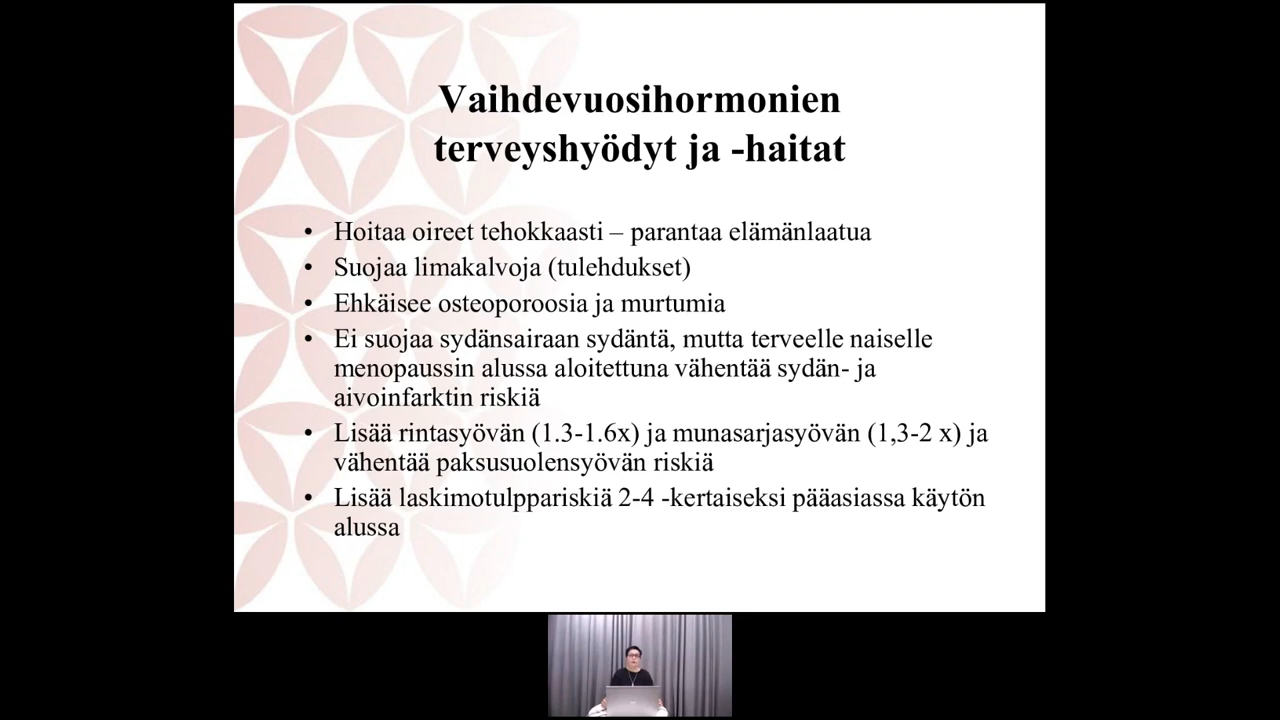 Vaihdevuosihormonien
terveyshyödyt ja -haitat
• Hoitaa oireet tehokkaasti – parantaa elämänlaatua
• Suojaa limakalvoja (tulehdukset)
• Ehkäisee osteoporoosia ja murtumia
• Ei suojaa sydänsairaan sydäntä, mutta terveelle naiselle
menopaussin alussa aloitettuna vähentää sydän- ja
aivoinfarktin riskiä
• Lisää rintasyövän (1.3-1.6x) ja munasarjasyövän (1,3-2 x) ja
vähentää paksusuolensyövän riskiä
• Lisää laskimotulppariskiä 2-4 -kertaiseksi pääasiassa käytön
alussa